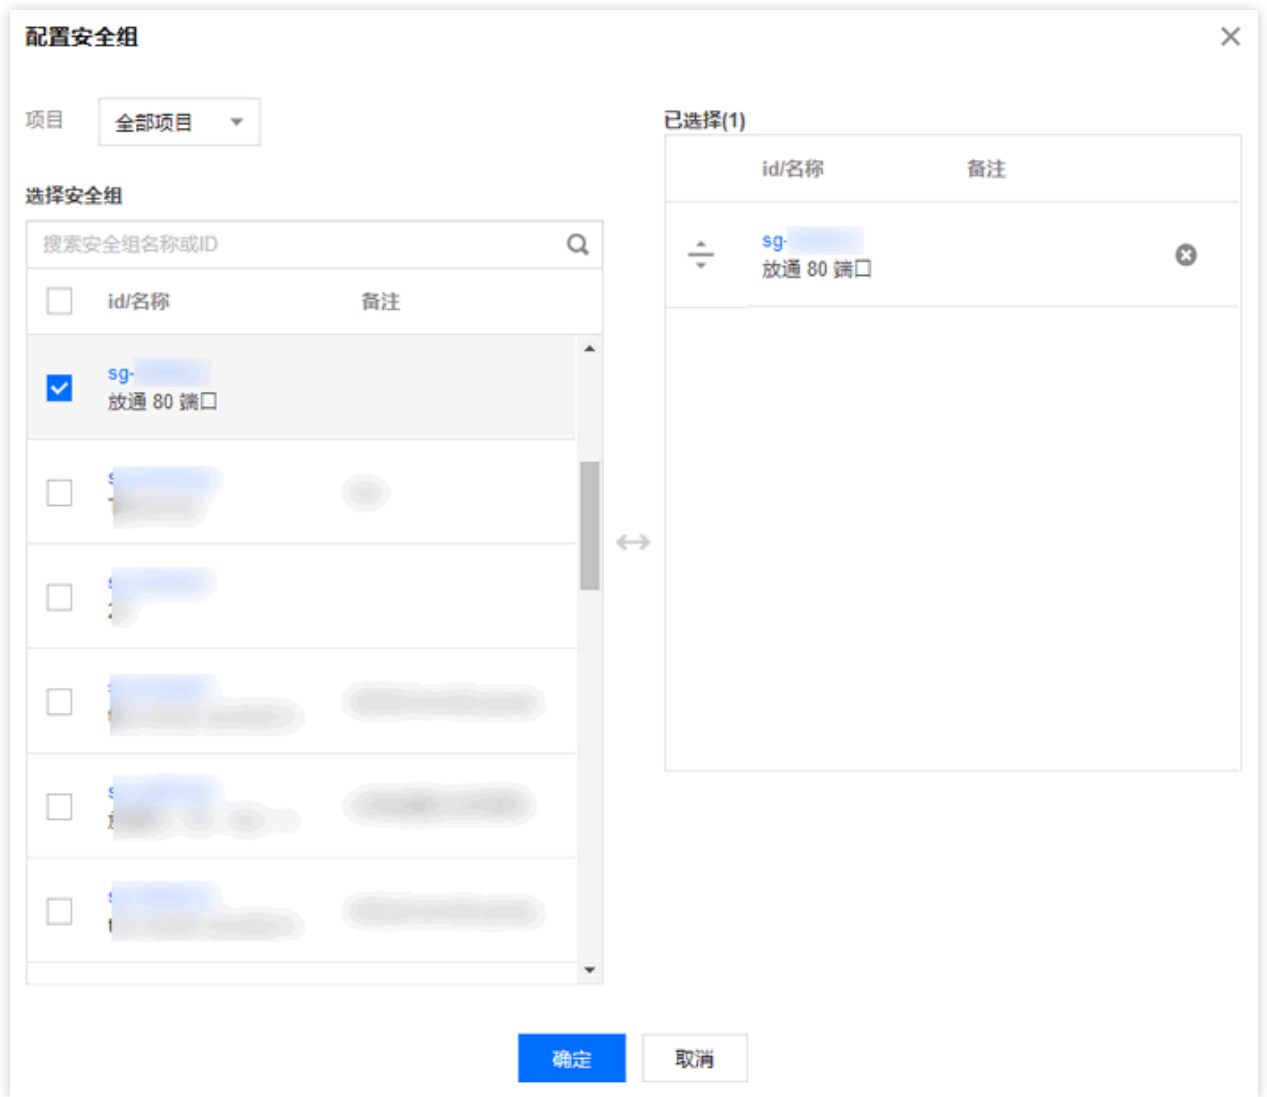 配置安全组
项目
全部项目
选择安全组
搜索安全组名称或ID
id/名称
备注
sg-
放通 80 端口
已选择(1)
id/名称
备注
sg-
放通 80 端口
确定
取消